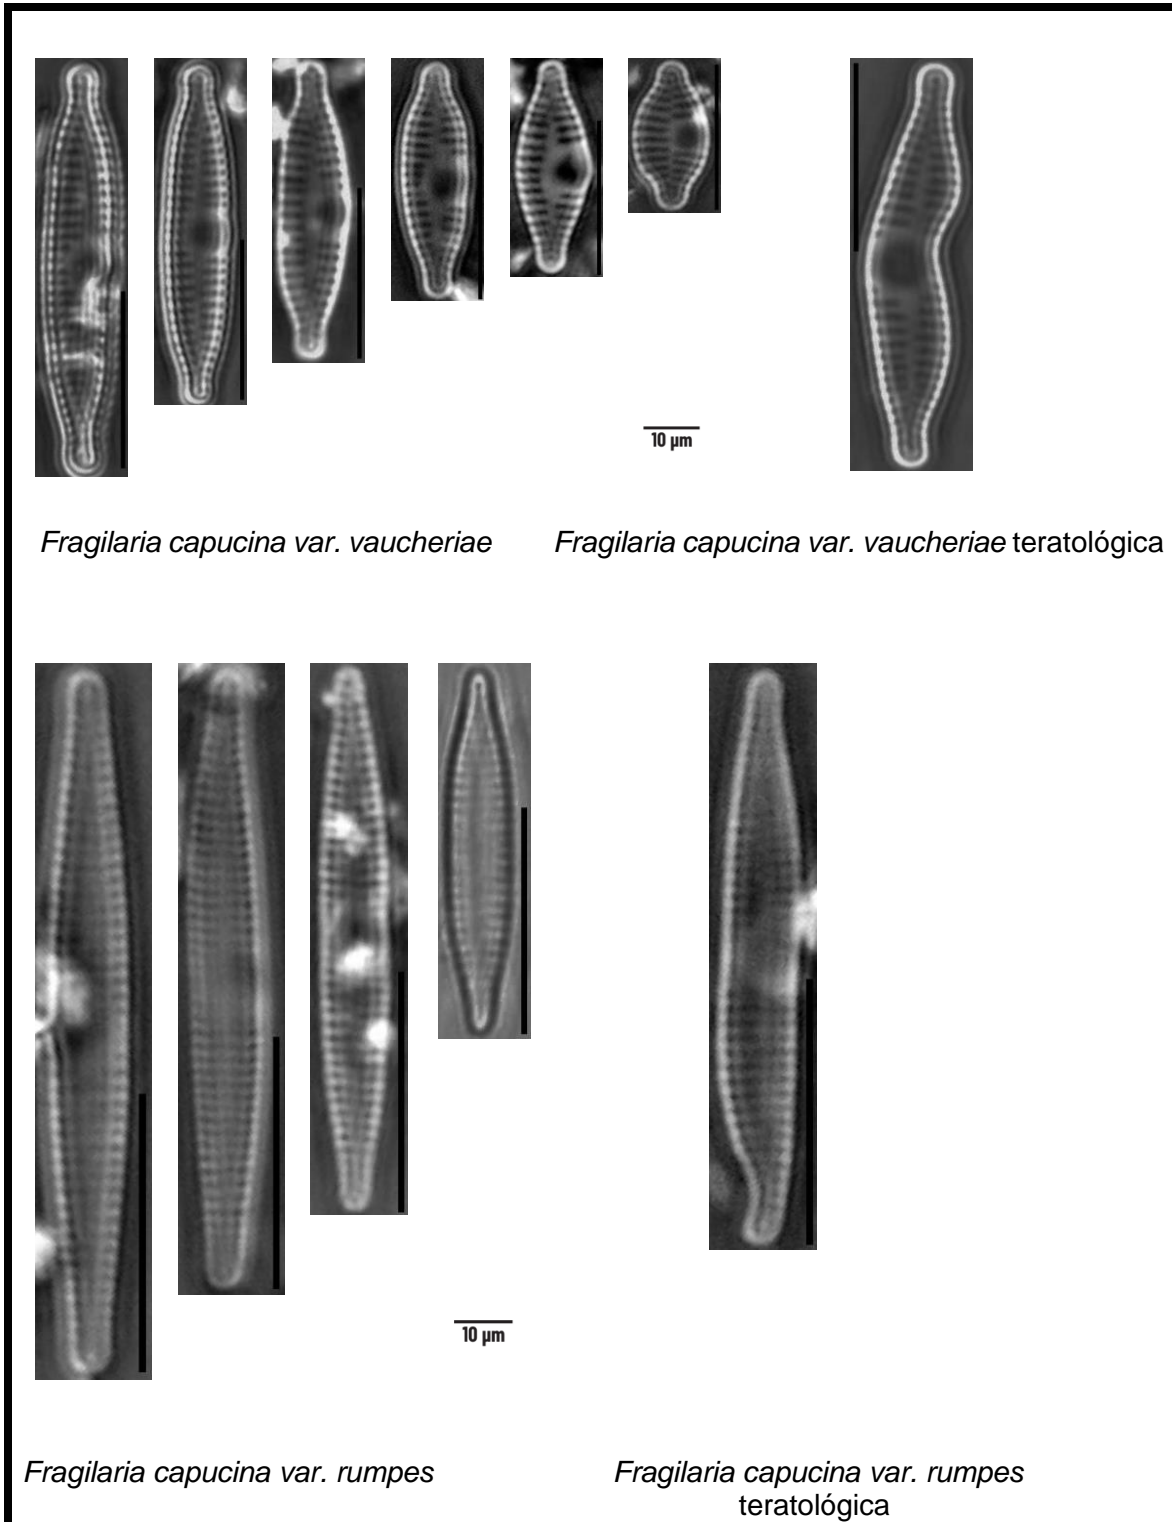 10 µm
Fragilaria capucina var. vaucheriae
Fragilaria capucina var. vaucheriae teratológica
10 µm
Fragilaria capucina var. rumpes
Fragilaria capucina var. rumpes
teratológica